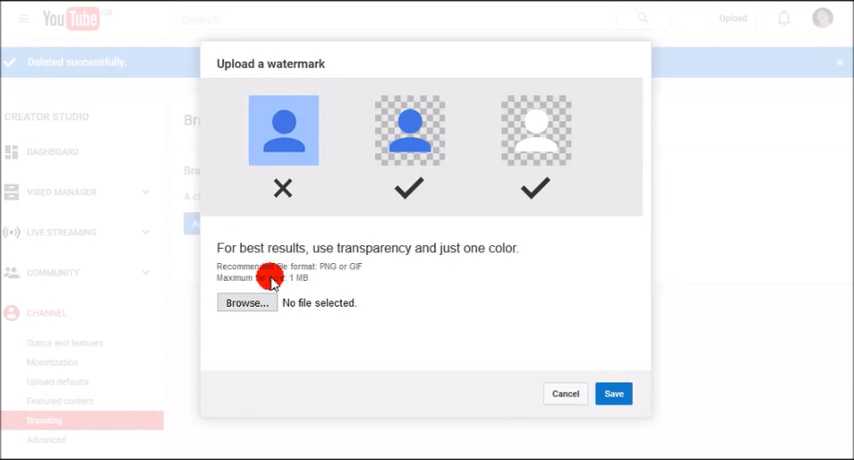 YouTube
Search
Upload
Deleted successfully.
Upload a watermark
CREATOR STUDIO
DASHBOARD
VIDEO MANAGER
LIVE STREAMING
COMMUNITY
CHANNEL
Status and features
Monetization
Upload defaults
Featured content
Branding
Advanced
Bra
Bra
A c
A
For best results, use transparency and just one color.
Recommended file format: PNG or GIF
Maximum 1 MB
Browse... No file selected.
Cancel Save